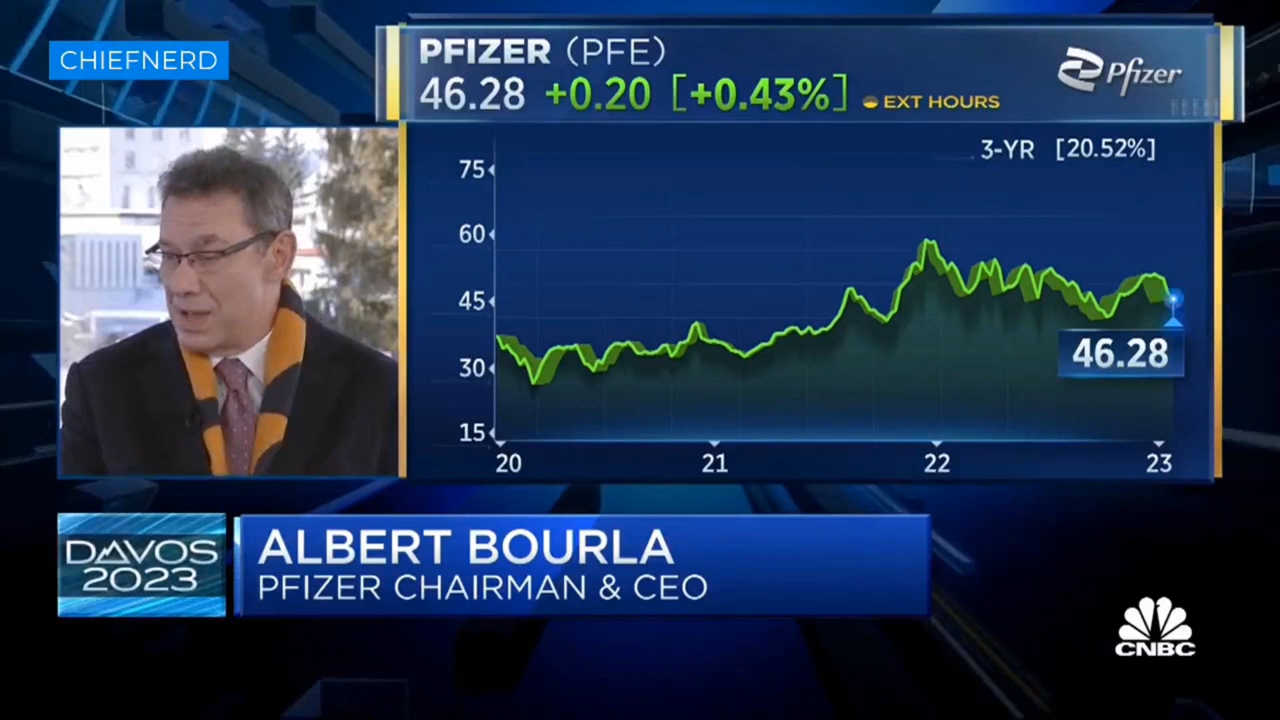 CHIEFNERD
PFIZER (PFE)
46.28 +0.20 [+0.43%] EXT HOURS
Pfizer
3-YR [20.52%]
75
60
45
30
15
46.28
20 21 22 23
DAVOS
2023
ALBERT BOURLA
PFIZER CHAIRMAN & CEO
CNBC